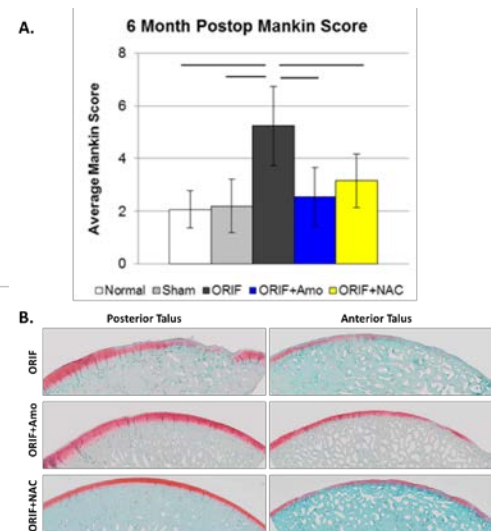 A.
6 Month Postop Mankin Score
8
6
4
2
0
Average Mankin Score
Normal Sham ORIF ORIF+Amo ORIF+NAC
B.
Posterior Talus Anterior Talus
ORIF
ORIF+Amo
ORIF+NAC